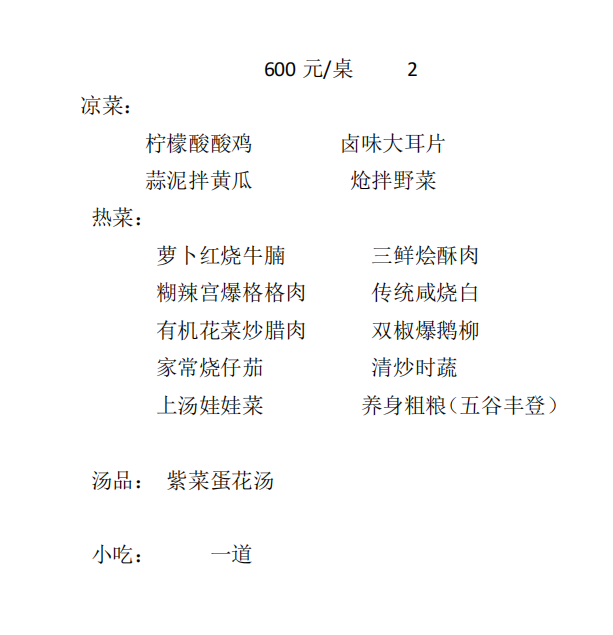 600 元/桌 2
凉菜：
柠檬酸酸鸡 卤味大耳片
蒜泥拌黄瓜 炝拌野菜
热菜：
萝卜红烧牛腩 三鲜烩酥肉
糊辣宫爆格格肉 传统咸烧白
有机花菜炒腊肉 双椒爆鹅柳
家常烧仔茄 清炒时蔬
上汤娃娃菜 养身粗粮（五谷丰登）
汤品： 紫菜蛋花汤
小吃： 一道